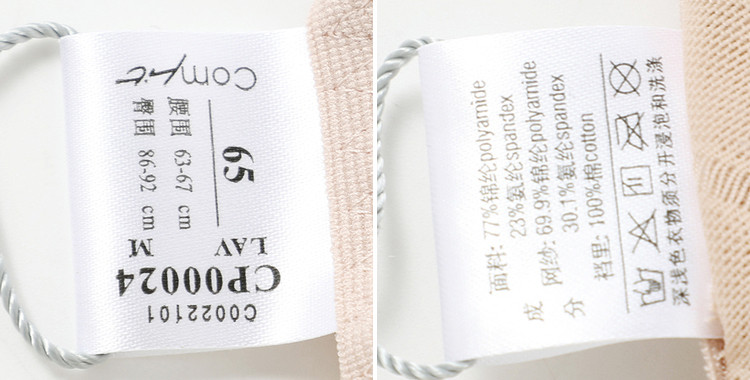 Comfit
65
腰围 63-67 cm
臀围 86-92 cm
LAV M
CP00024
C0022101
面料: 77%锦纶polyamide
23%氨纶spandex
成 网纱: 69.9%锦纶polyamide
30.1%氨纶spandex
分 裆里: 100%棉cotton
深浅色衣物须分开浸泡和洗涤